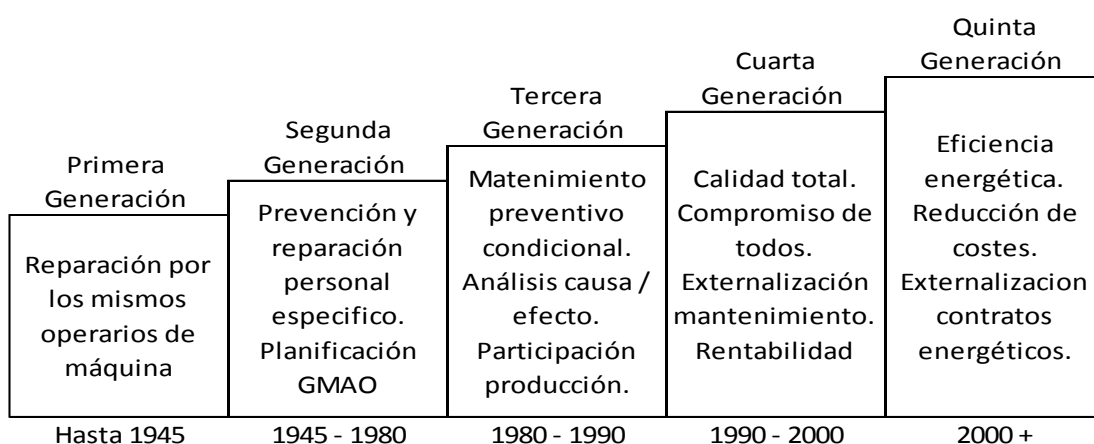 Primera
Generación
Reparación por
los mismos
operarios de
máquina
Hasta 1945
Segunda
Generación
Prevención y
reparación
personal
especifico.
Planificación
GMAO
1945 - 1980
Tercera
Generación
Matenimiento
preventivo
condicional.
Análisis causa /
efecto.
Participación
producción.
1980 - 1990
Cuarta
Generación
Calidad total.
Compromiso de
todos.
Externalización
mantenimiento.
Rentabilidad
1990 - 2000
Quinta
Generación
Eficiencia
energética.
Reducción de
costes.
Externalizacion
contratos
energéticos.
2000 +